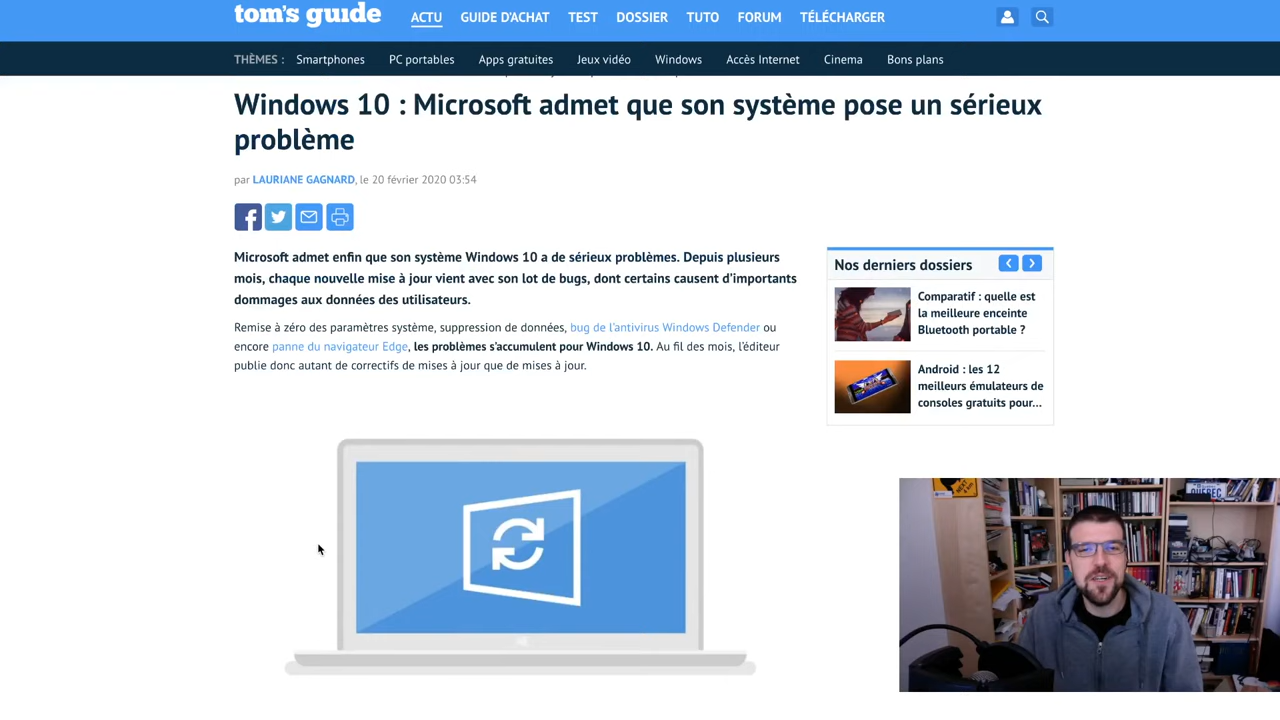 tom's guide
ACTU GUIDE D'ACHAT TEST DOSSIER TUTO FORUM TÉLÉCHARGER
THÈMES : Smartphones PC portables Apps gratuites Jeux vidéo Windows Accès Internet Cinema Bons plans
Windows 10 : Microsoft admet que son système pose un sérieux
problème
par LAURIANE GAGNARD, le 20 février 2020 03:54
Microsoft admet enfin que son système Windows 10 a de sérieux problèmes. Depuis plusieurs
mois, chaque nouvelle mise à jour vient avec son lot de bugs, dont certains causent d'importants
dommages aux données des utilisateurs.
Remise à zéro des paramètres système, suppression de données, bug de l'antivirus Windows Defender ou
encore panne du navigateur Edge, les problèmes s'accumulent pour Windows 10. Au fil des mois, l'éditeur
publie donc autant de correctifs de mises à jour que de mises à jour.
Nos derniers dossiers
Comparatif : quelle est
la meilleure enceinte
Bluetooth portable ?
Android : les 12
meilleurs émulateurs de
consoles gratuits pour...
QUÉBEC